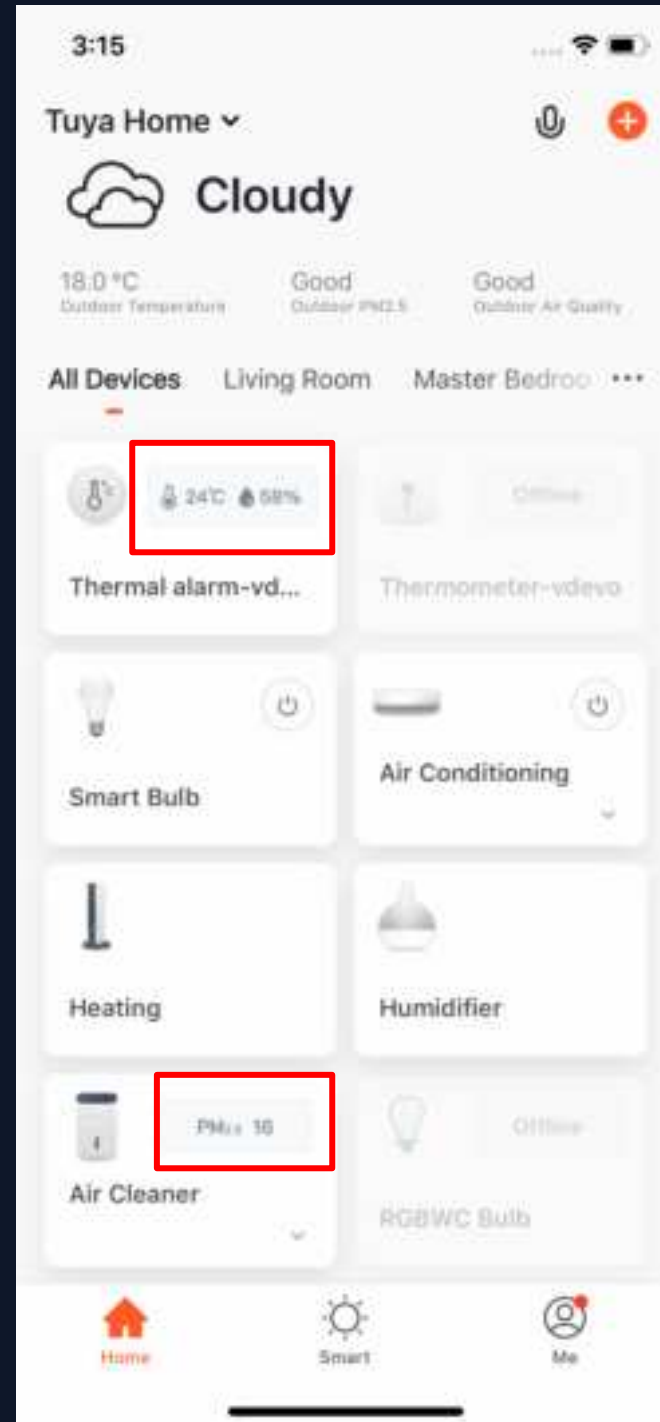 3:15
Tuya Home
Cloudy
18.0 °C Good Good
Outdoor Temperature Outdoor PM2.5 Outdoor Air Quality
All Devices Living Room Master Bedroo
24°C
Offline
Thermal alarm-vd... Thermometer-vdevo
Smart Bulb
Air Conditioning
Heating
Humidifier
16
Offline
Air Cleaner
RGBWC Bulb
Home Smart Me